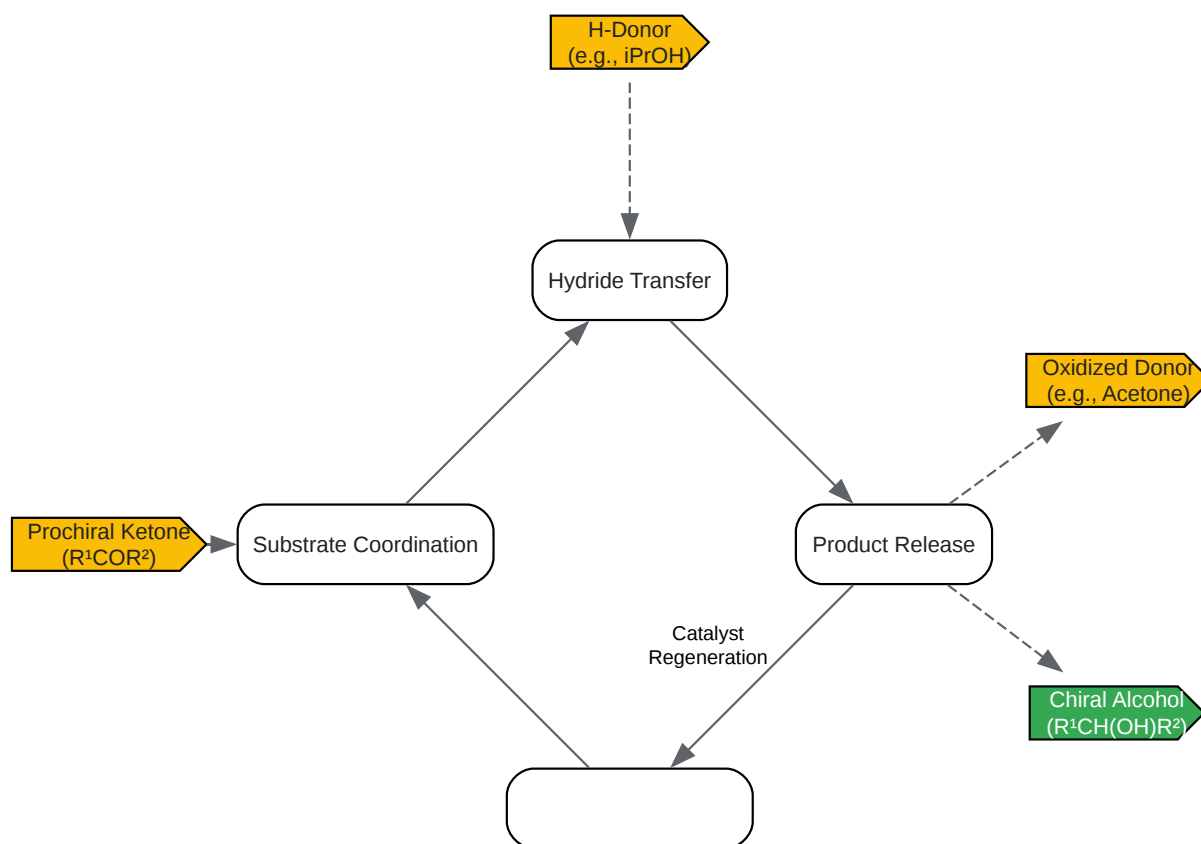 H-Donor
(e.g., iPrOH)
Hydride Transfer
Oxidized Donor
(e.g., Acetone)
Prochiral Ketone
(R¹COR²)
Substrate Coordination
Product Release
Catalyst
Regeneration
Chiral Alcohol
(R¹CH(OH)R²)